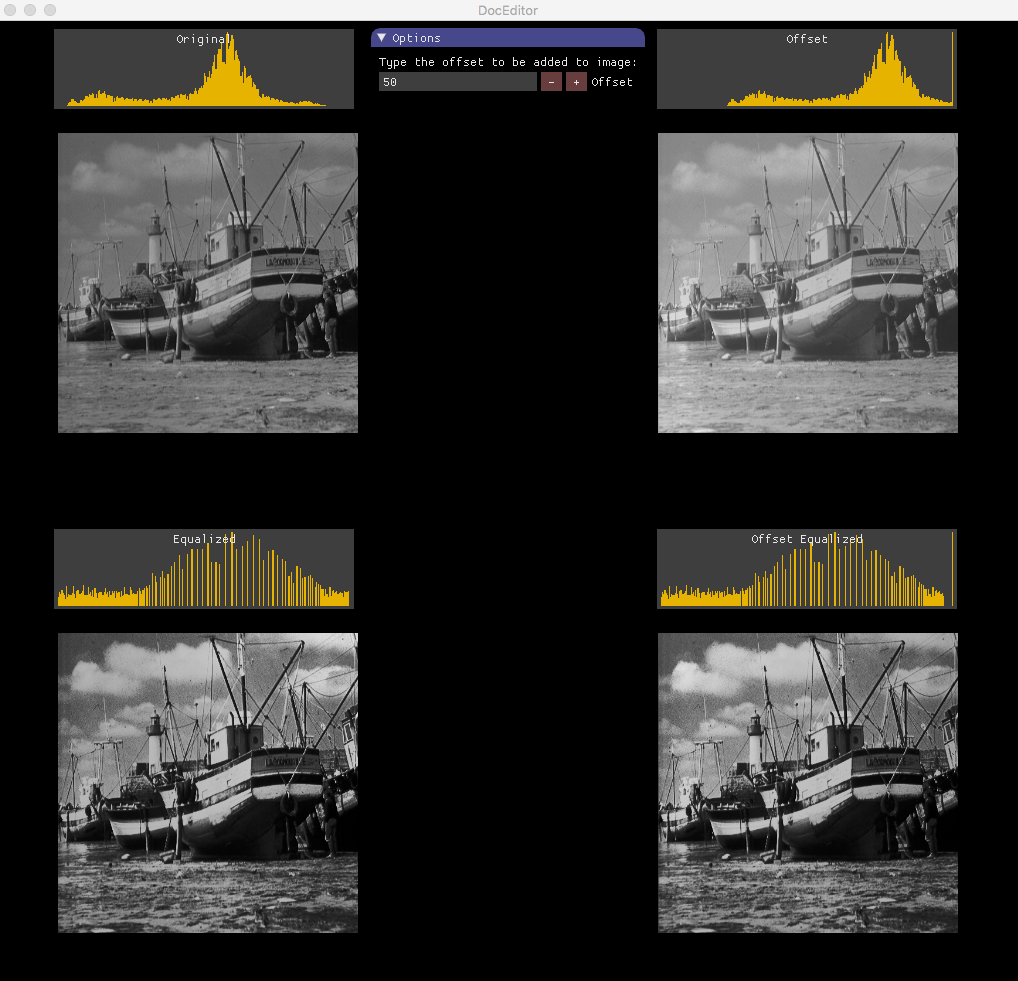 DocEditor
Original
Options
Offset
Type the offset to be added to image:
50 - + Offset
Equalized
Offset Equalized